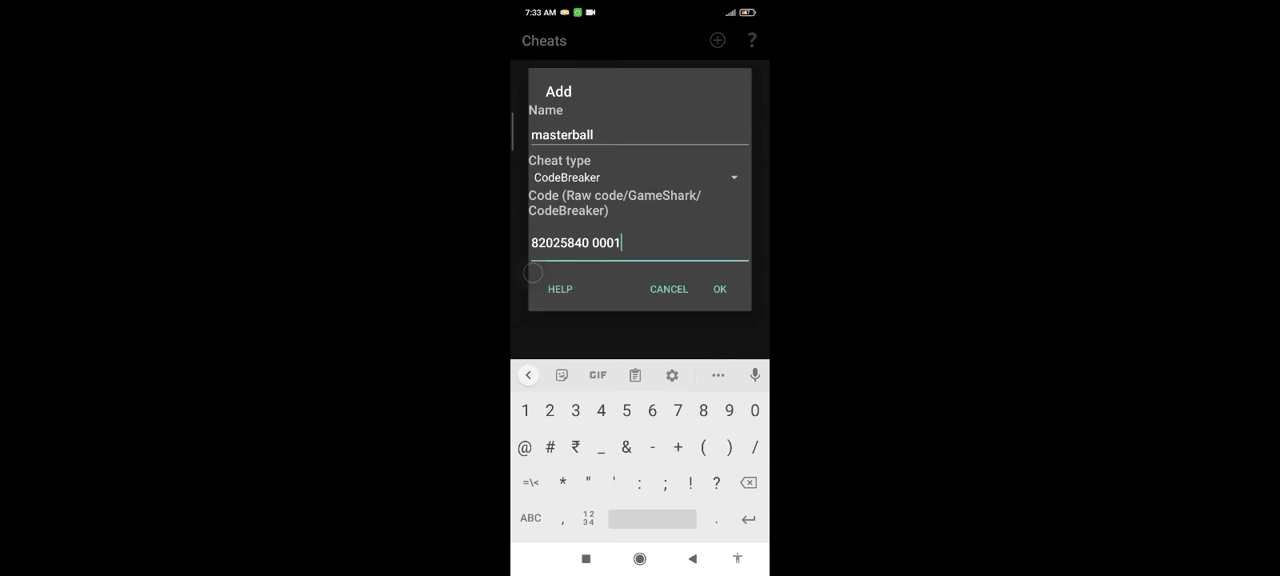 7:33 AM
Cheats
?
Add
Name
masterball
Cheat type
CodeBreaker
Code (Raw code/GameShark/
CodeBreaker)
82025840 0001
HELP CANCEL OK
GIF
1 2 3 4 5 6 7 8 9 0
@ # ₹ _ & - + ( ) /
=\< * " ' : ; ! ?
ABC , 12 34 .